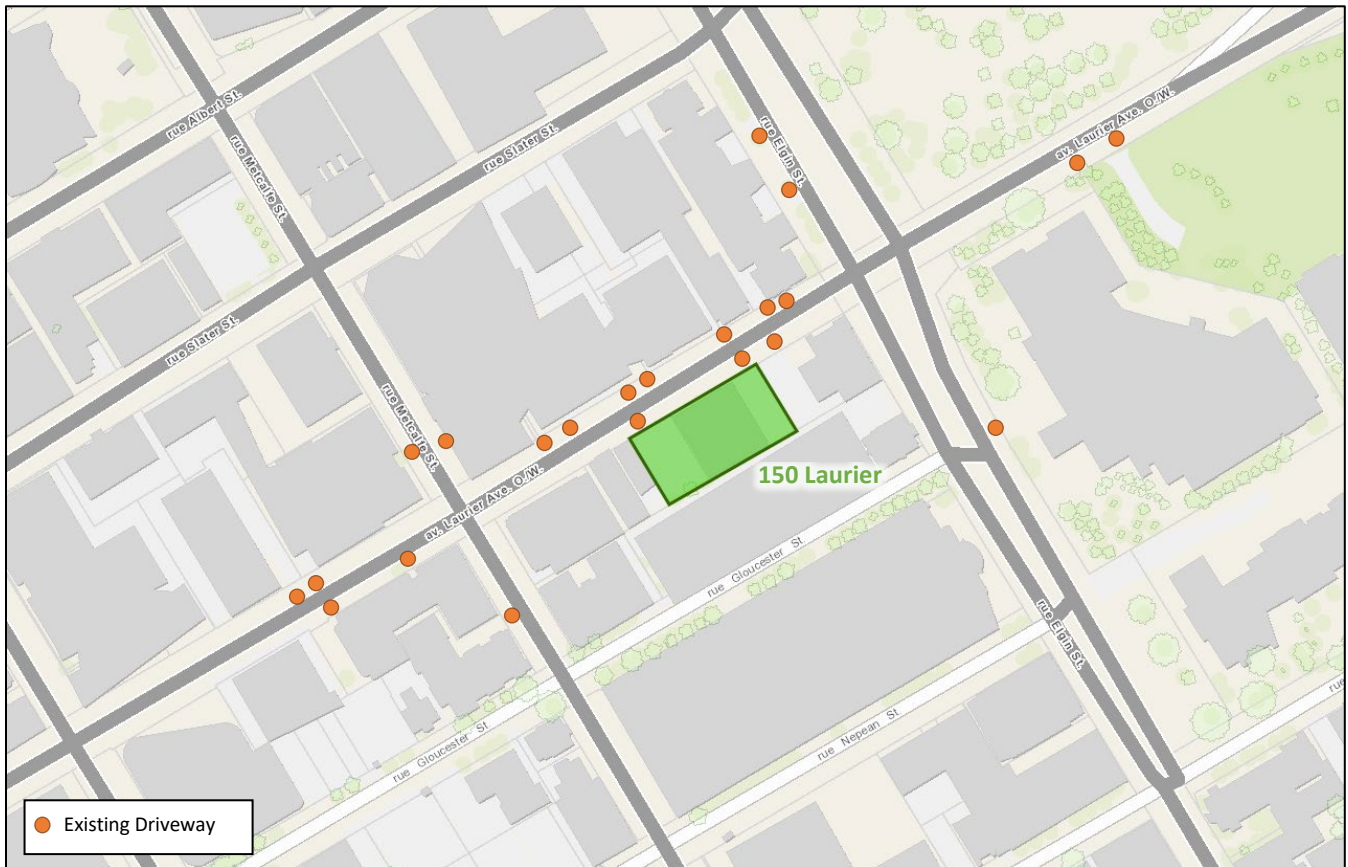 rue Albert St.
rue Metcalfe St.
rue Slater St.
rue Elgin St.
av. Laurier Ave. O./W.
rue Slater St.
rue Metcalfe St.
av. Laurier Ave. O./W.
150 Laurier
rue Gloucester St
rue Elgin St.
rue Nepean St
rue Gloucester St
rue
Existing Driveway